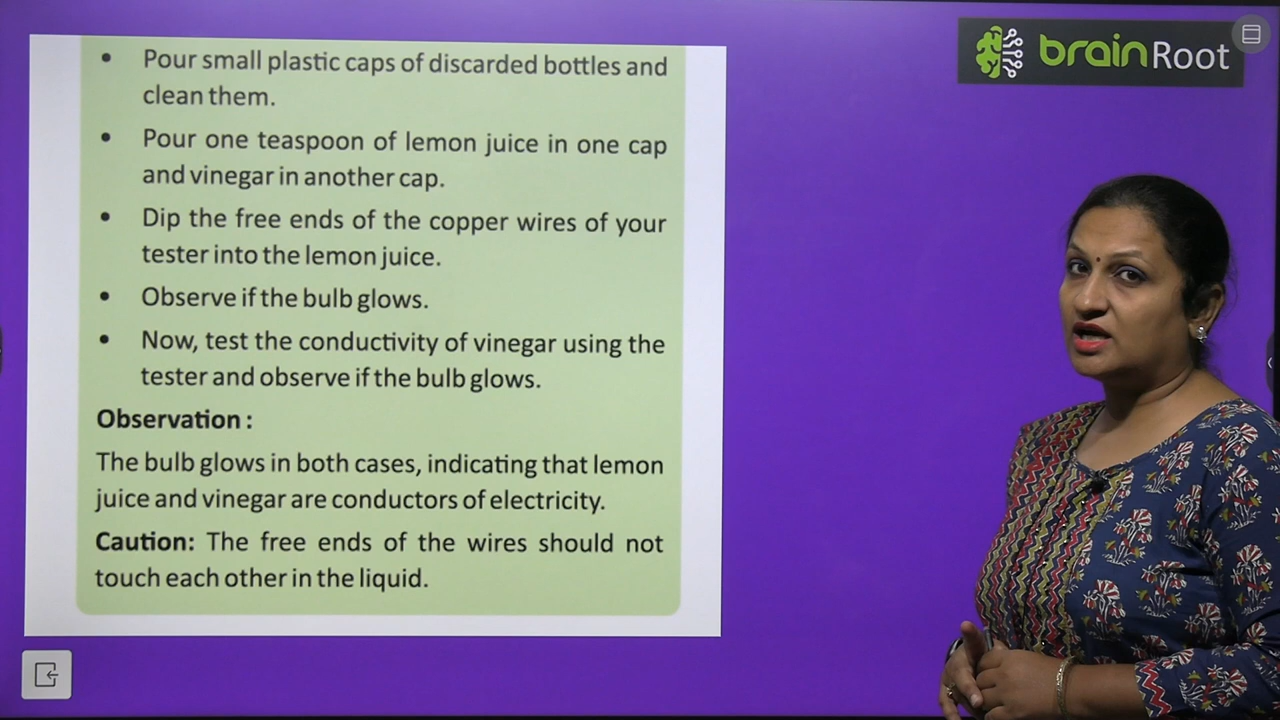 brainRoot
• Pour small plastic caps of discarded bottles and
clean them.
• Pour one teaspoon of lemon juice in one cap
and vinegar in another cap.
• Dip the free ends of the copper wires of your
tester into the lemon juice.
• Observe if the bulb glows.
• Now, test the conductivity of vinegar using the
tester and observe if the bulb glows.
Observation :
The bulb glows in both cases, indicating that lemon
juice and vinegar are conductors of electricity.
Caution: The free ends of the wires should not
touch each other in the liquid.